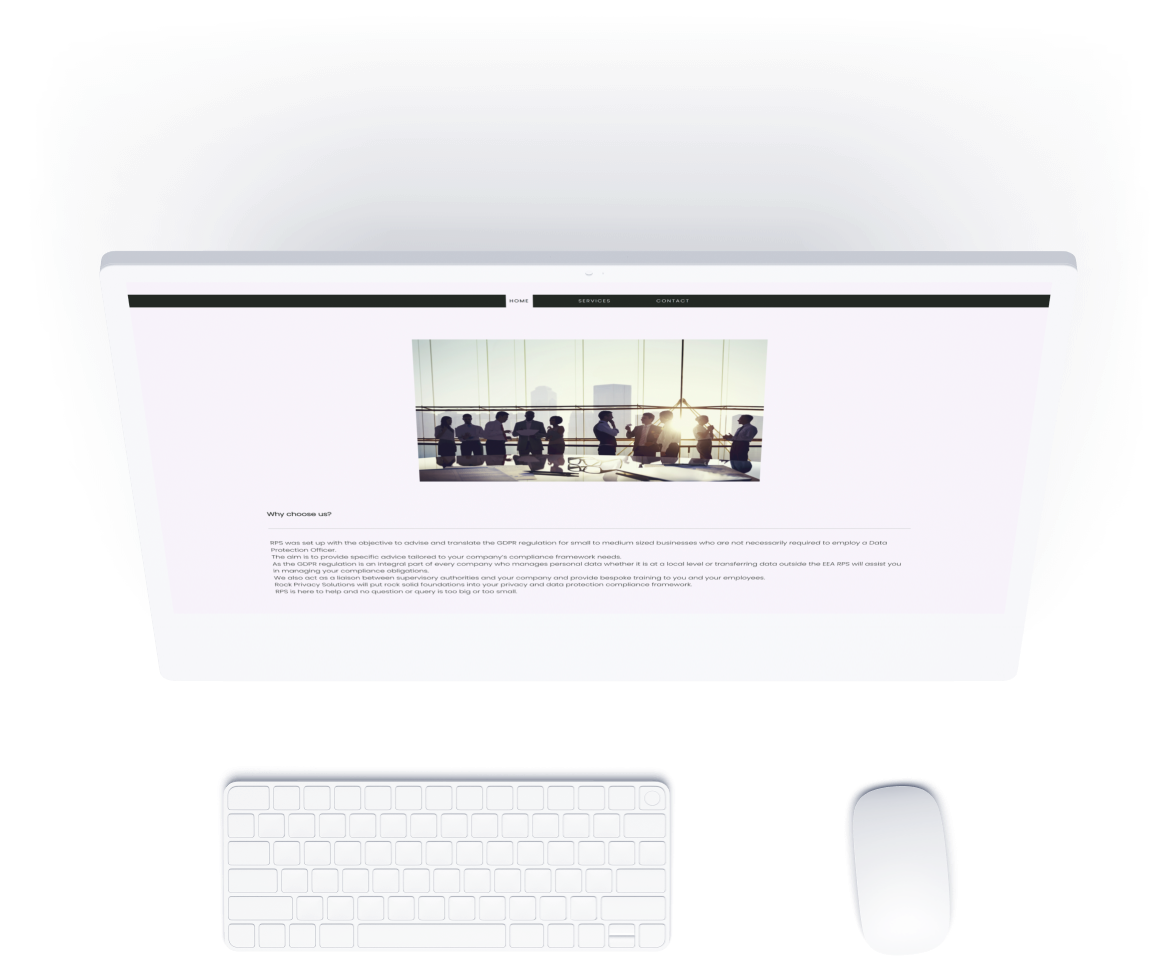 HOME SERVICES CONTACT
Why choose us?
RPS was set up with the objective to advise and translate the GDPR regulation for small to medium sized businesses who are not necessarily required to employ a Data
Protection Officer.
The aim is to provide specific advice tailored to your company's compliance framework needs.
As the GDPR regulation is an integral part of every company who manages personal data whether it is at a local level or transferring data outside the EEA RPS will assist you
in managing your compliance obligations.
We also act as a liaison between supervisory authorities and your company and provide bespoke training to you and your employees.
Rock Privacy Solutions will put rock solid foundations into your privacy and data protection compliance framework.
RPS is here to help and no question or query is too big or too small.